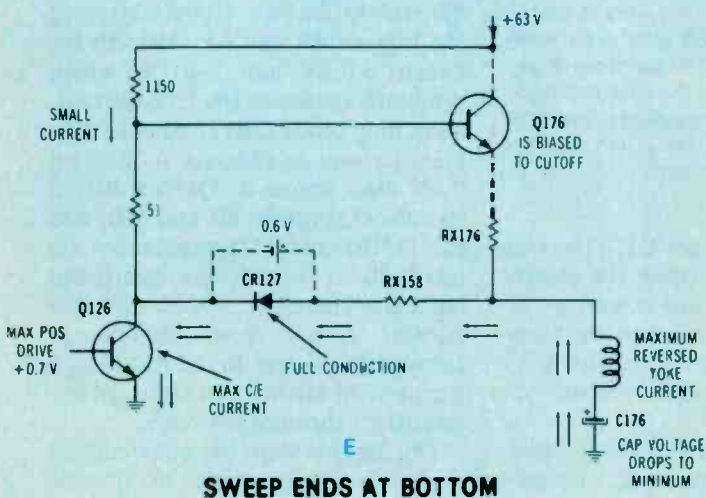 +63 V
1150
SMALL
CURRENT
Q176
IS BIASED
TO CUTOFF
51
RX176
0.6 V
CR127
RX158
Q126
MAX POS
DRIVE
+0.7 V
FULL CONDUCTION
MAX C/E
CURRENT
MAXIMUM
REVERSED
YOKE
CURRENT
+
C176
CAP VOLTAGE
DROPS TO
MINIMUM
E
SWEEP ENDS AT BOTTOM